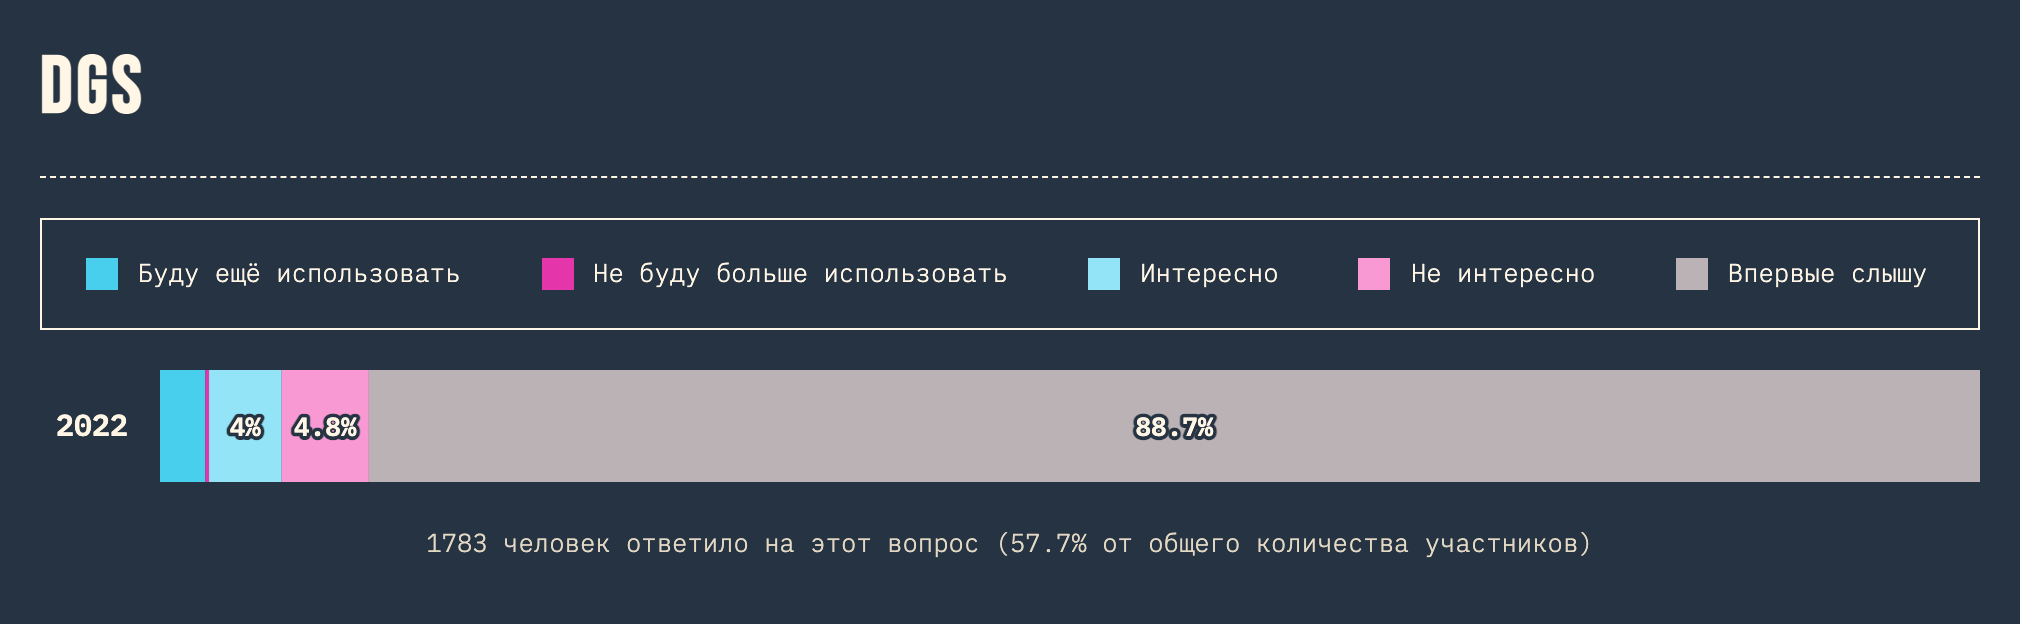 DGS
Буду ещё использовать Не буду больше использовать Интересно Не интересно Впервые слышу
2022 4% 4.8% 88.7%
1783 человек ответило на этот вопрос (57.7% от общего количества участников)